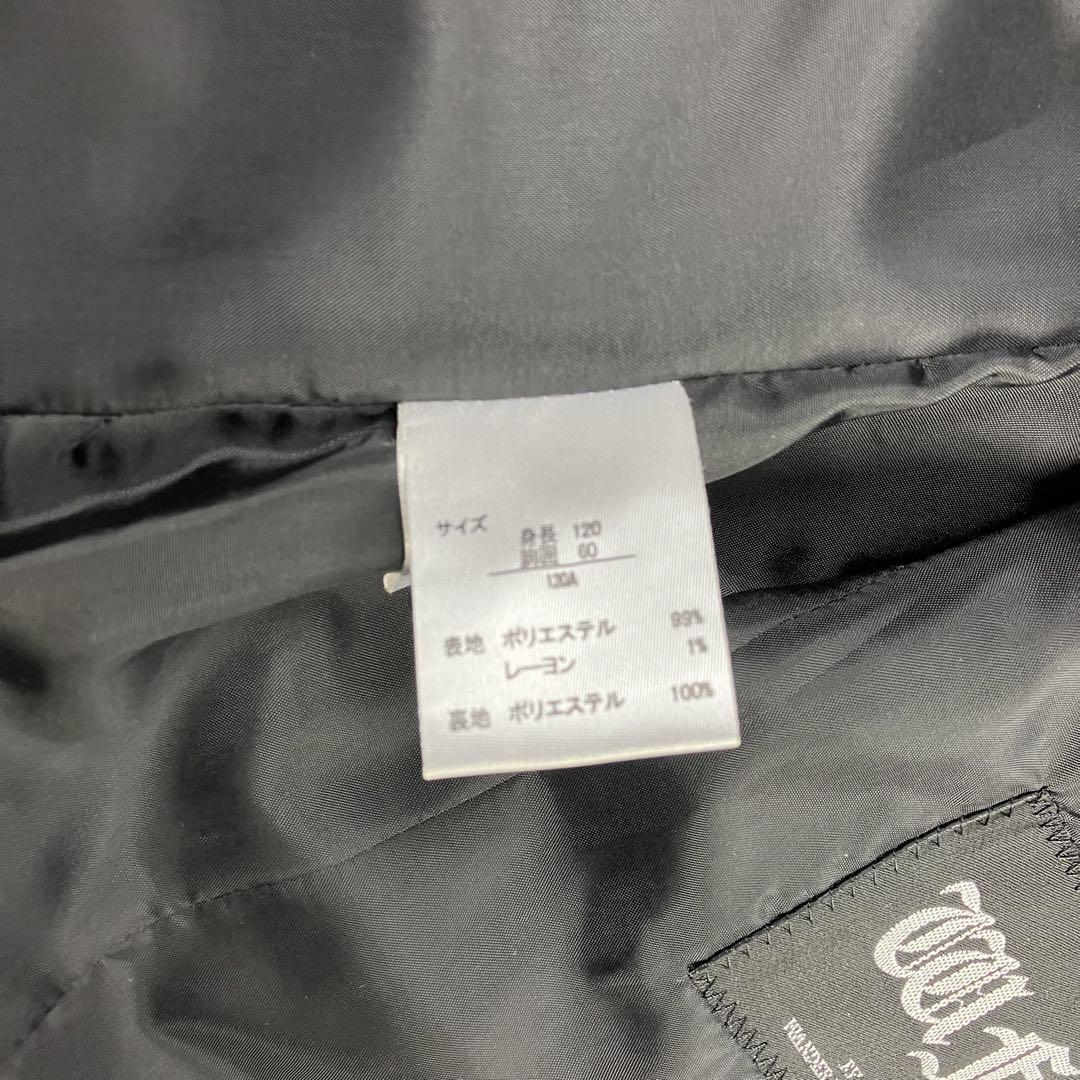 サイズ 身長 120
胸囲 60
120A
表地 ポリエステル 99%
レーヨン 1%
裏地 ポリエステル 100%